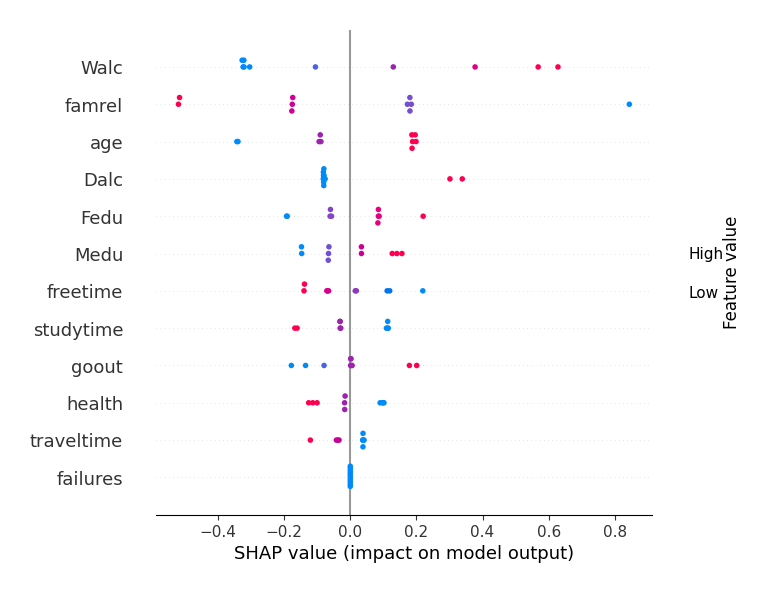 Walc
famrel
age
Dalc
Fedu
Medu
freetime
studytime
goout
health
traveltime
failures
−0.4 −0.2 0.0 0.2 0.4 0.6 0.8
SHAP value (impact on model output)
High
Low
Feature value